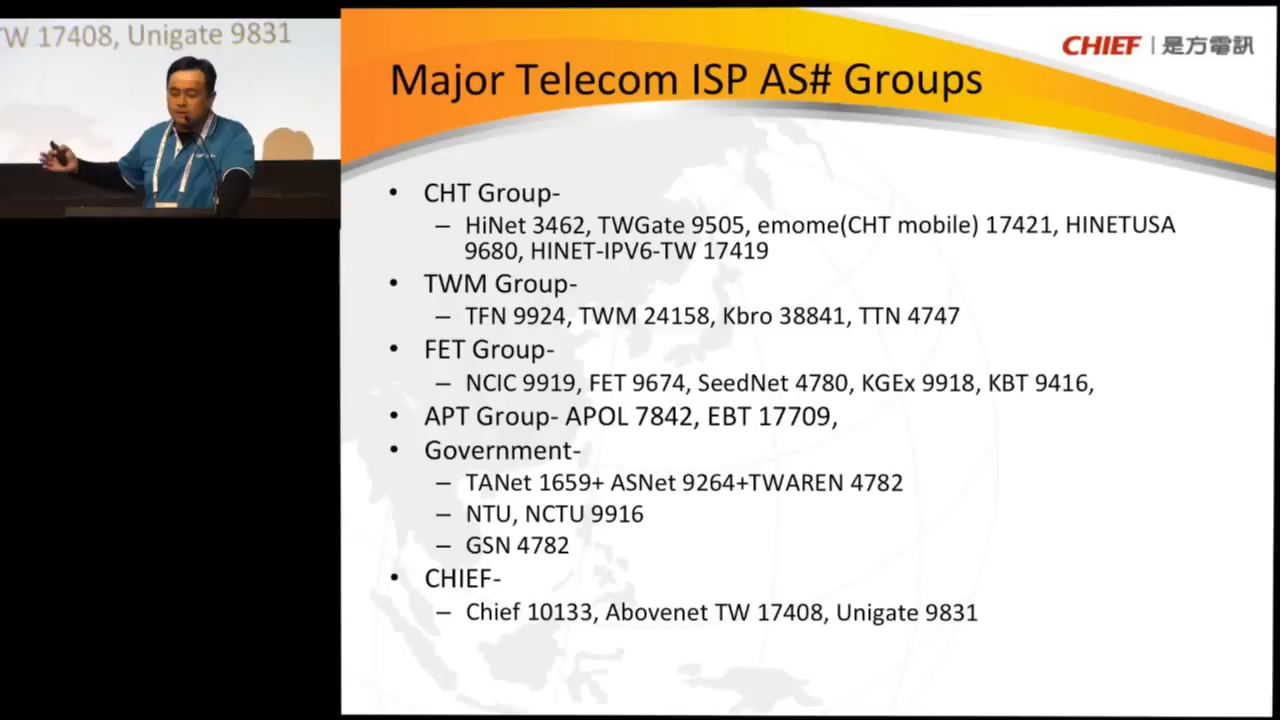 TW 17408, Unigate 9831
CHIEF | 是方電訊
Major Telecom ISP AS# Groups
• CHT Group-
– HiNet 3462, TWGate 9505, emome(CHT mobile) 17421, HINETUSA
9680, HINET-IPV6-TW 17419
• TWM Group-
– TFN 9924, TWM 24158, Kbro 38841, TTN 4747
• FET Group-
– NCIC 9919, FET 9674, SeedNet 4780, KGEx 9918, KBT 9416,
• APT Group- APOL 7842, EBT 17709,
• Government-
– TANet 1659+ ASNet 9264+TWAREN 4782
– NTU, NCTU 9916
– GSN 4782
• CHIEF-
– Chief 10133, Abovenet TW 17408, Unigate 9831